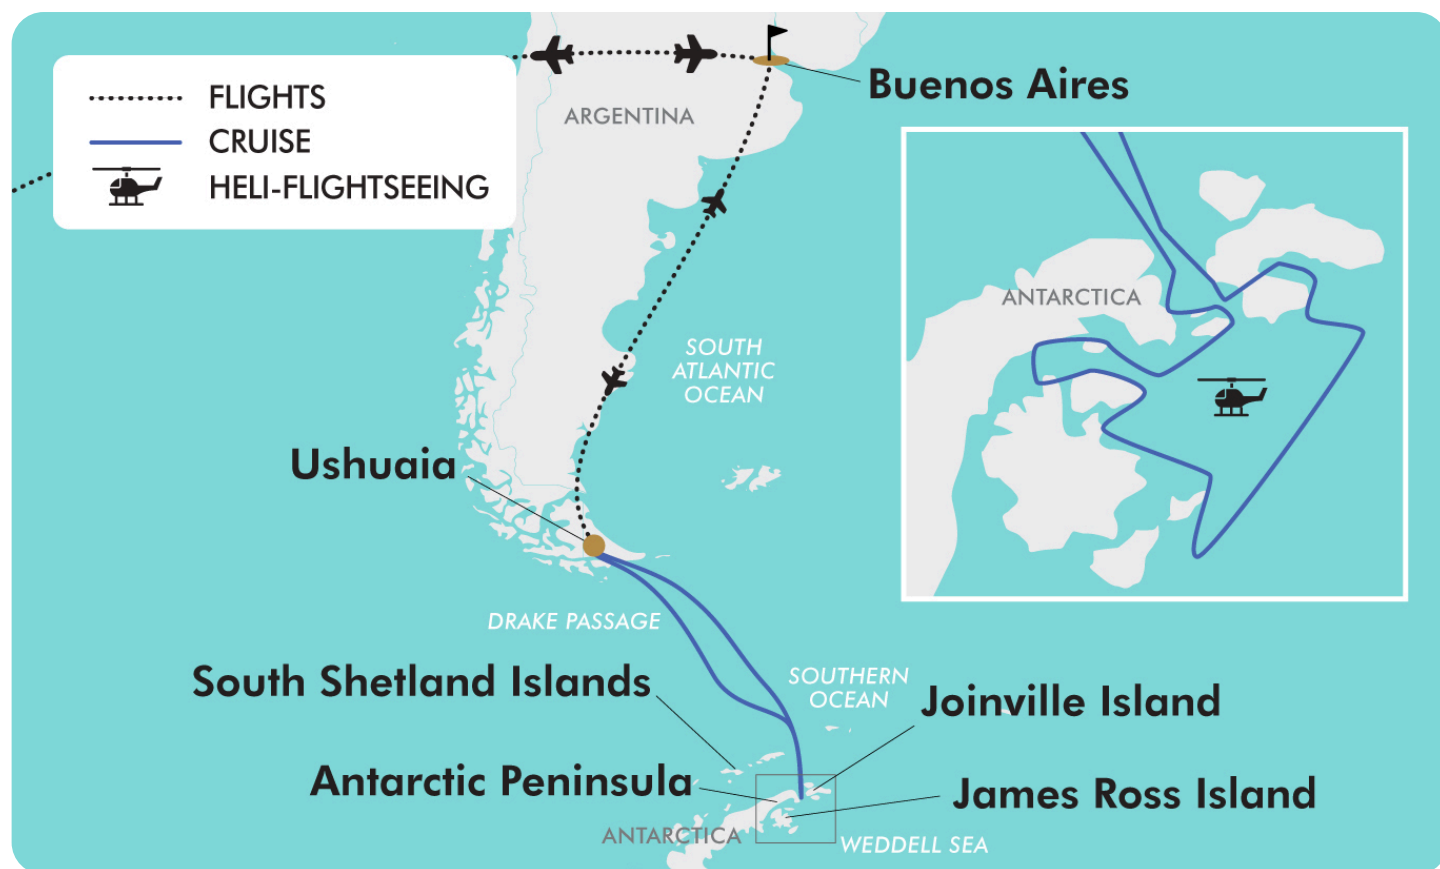 FLIGHTS
CRUISE
HELI-FLIGHTSEEING
Buenos Aires
ARGENTINA
ANTARCTICA
SOUTH
ATLANTIC
OCEAN
Ushuaia
DRAKE PASSAGE
South Shetland Islands
SOUTHERN
OCEAN
Joinville Island
Antarctic Peninsula
James Ross Island
ANTARCTICA
WEDDELL SEA